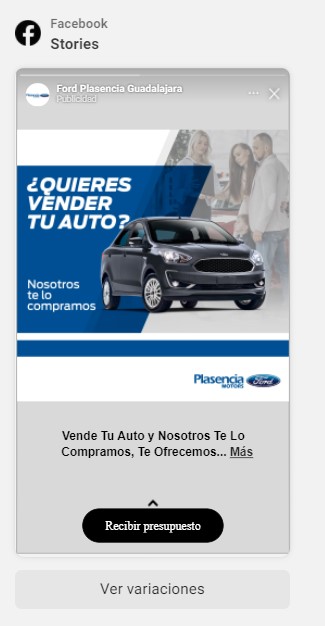 Facebook
Stories
Ford Plasencia Guadalajara
Publicidad
¿QUIERES
VENDER
TU AUTO?
Nosotros
te lo
compramos
Plasencia
MOTORS
Ford
Vende Tu Auto y Nosotros Te Lo
Compramos, Te Ofrecemos... Más
Recibir presupuesto
Ver variaciones